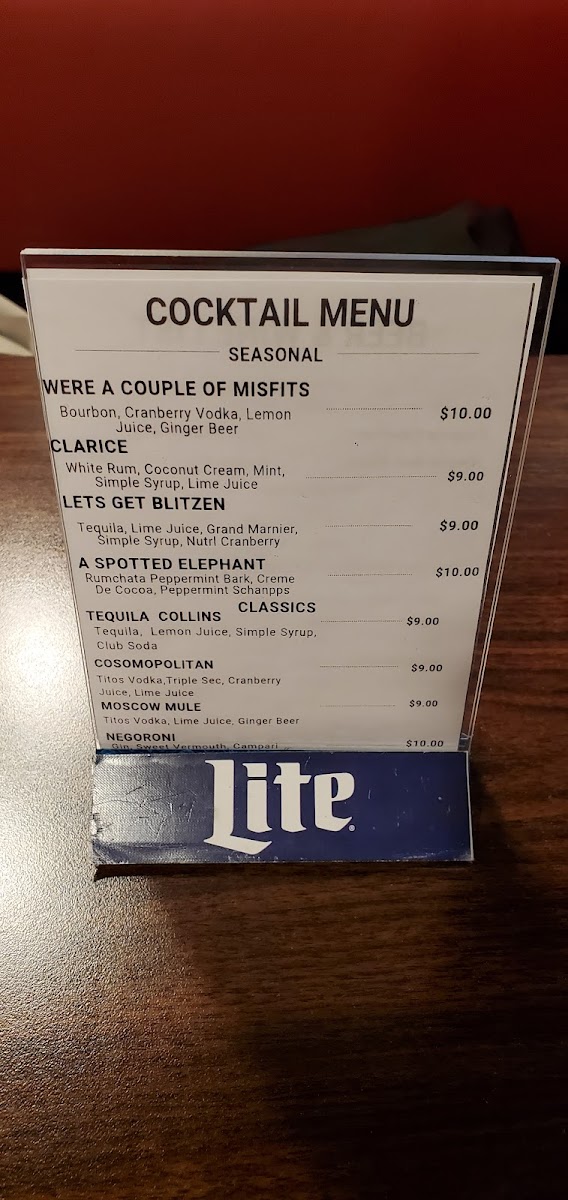 COCKTAIL MENU
SEASONAL
WERE A COUPLE OF MISFITS
Bourbon, Cranberry Vodka, Lemon
Juice, Ginger Beer
$10.00
CLARICE
White Rum, Coconut Cream, Mint,
Simple Syrup, Lime Juice
$9.00
LETS GET BLITZEN
Tequila, Lime Juice, Grand Marnier,
Simple Syrup, Nutrl Cranberry
$9.00
A SPOTTED ELEPHANT
Rumchata Peppermint Bark, Creme
De Cocoa, Peppermint Schanpps
$10.00
CLASSICS
TEQUILA COLLINS
$9.00
Tequila, Lemon Juice, Simple Syrup,
Club Soda
COSOMOPOLITAN
$9.00
Titos Vodka,Triple Sec, Cranberry
Juice, Lime Juice
MOSCOW MULE
$9.00
Titos Vodka, Lime Juice, Ginger Beer
NEGORONI
Gin, Sweet Vermouth, Campari
$10.00
Lite